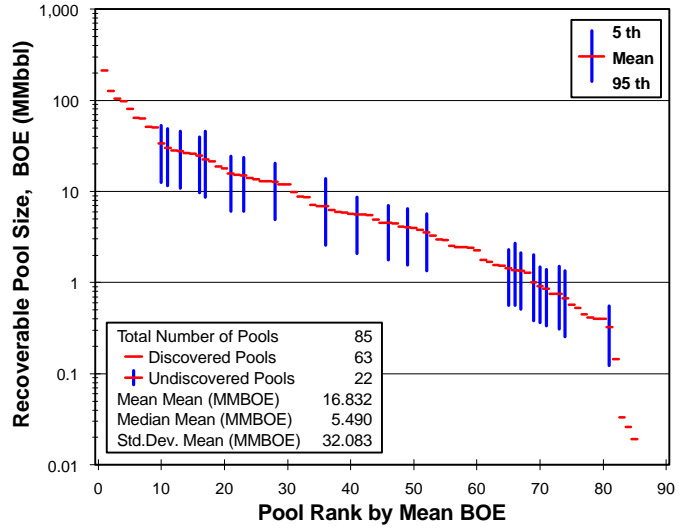 1,000
100
10
1
0.1
0.01
Recoverable Pool Size, BOE (MMbbl)
5 th
Mean
95 th
Total Number of Pools 85
Discovered Pools 63
Undiscovered Pools 22
Mean Mean (MMBOE) 16.832
Median Mean (MMBOE) 5.490
Std.Dev. Mean (MMBOE) 32.083
0 10 20 30 40 50 60 70 80 90
Pool Rank by Mean BOE